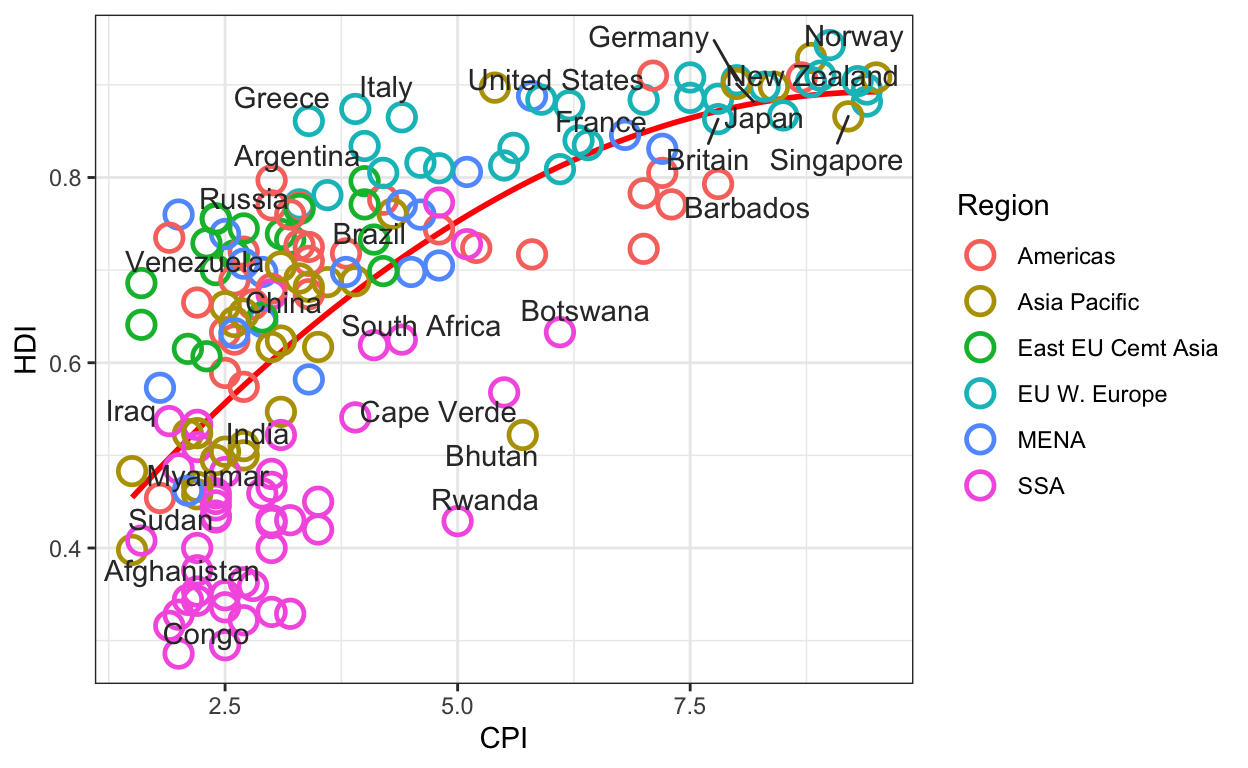 Germany
Norway
United States
New Zealand
Italy
Greece
France
Japan
Argentina
Britain
Singapore
Russia
Barbados
Brazil
Venezuela
China
Botswana
South Africa
Iraq
Cape Verde
India
Bhutan
Myanmar
Rwanda
Sudan
Afghanistan
Congo
0.8
0.6
0.4
HDI
2.5 5.0 7.5
CPI
Region
Americas
Asia Pacific
East EU Cemt Asia
EU W. Europe
MENA
SSA